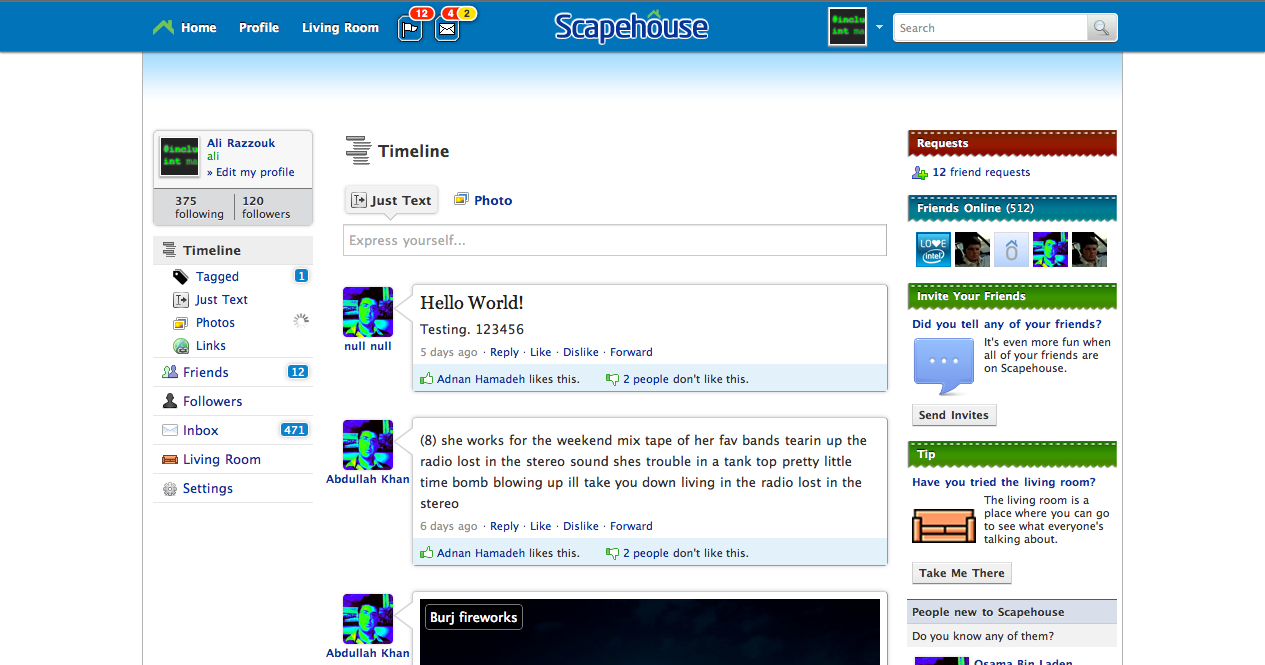 Home Profile Living Room 12 4 2 Scapehouse Search
#inclu
int ma
#inclu
int ma
Ali Razzouk
ali
» Edit my profile
375 following
120 followers
Timeline
Tagged 1
Just Text
Photos
Links
Friends 12
Followers
Inbox 471
Living Room
Settings
Timeline
Just Text Photo
Express yourself...
null null
Hello World!
Testing. 123456
5 days ago · Reply · Like · Dislike · Forward
Adnan Hamadeh likes this. 2 people don't like this.
Abdullah Khan
(8) she works for the weekend mix tape of her fav bands tearin up the
radio lost in the stereo sound shes trouble in a tank top pretty little
time bomb blowing up ill take you down living in the radio lost in the
stereo
6 days ago · Reply · Like · Dislike · Forward
Adnan Hamadeh likes this. 2 people don't like this.
Abdullah Khan
Burj fireworks
Requests
12 friend requests
Friends Online (512)
LOVE
intel
Invite Your Friends
Did you tell any of your friends?
It's even more fun when
all of your friends are
on Scapehouse.
Send Invites
Tip
Have you tried the living room?
The living room is a
place where you can go
to see what everyone's
talking about.
Take Me There
People new to Scapehouse
Do you know any of them?
Osama Bin Laden